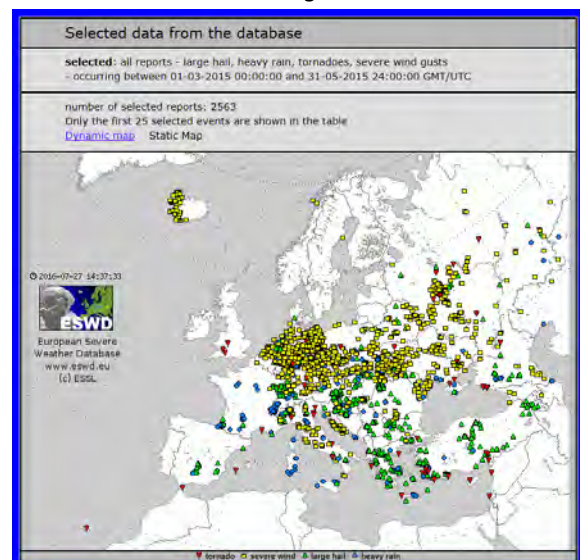 Selected data from the database
selected: all reports - large hail, heavy rain, tornadoes, severe wind gusts
- occurring between 01-03-2015 00:00:00 and 31-05-2015 24:00:00 GMT/UTC
number of selected reports: 2563
Only the first 25 selected events are shown in the table
Dynamic map Static Map
2016-07-27 14:37:33
ESWD
European Severe
Weather Database
www.eswd.eu
(c) ESSL
tornado severe wind large hail heavy rain